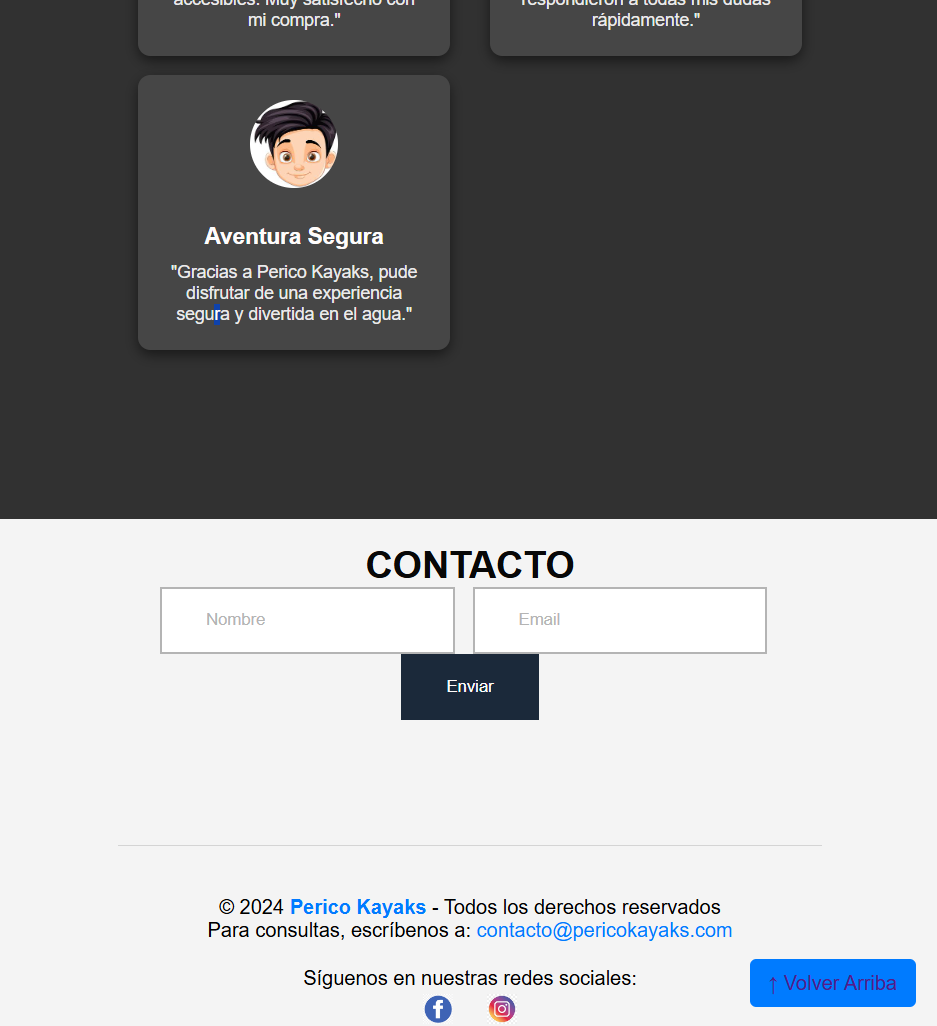 accesibles. Muy satisfecho con
mi compra."
respondieron a todas mis dudas
rápidamente."
Aventura Segura
"Gracias a Perico Kayaks, pude
disfrutar de una experiencia
segura y divertida en el agua."
CONTACTO
Nombre
Email
Enviar
© 2024 Perico Kayaks - Todos los derechos reservados
Para consultas, escríbenos a: contacto@pericokayaks.com
Síguenos en nuestras redes sociales:
↑ Volver Arriba